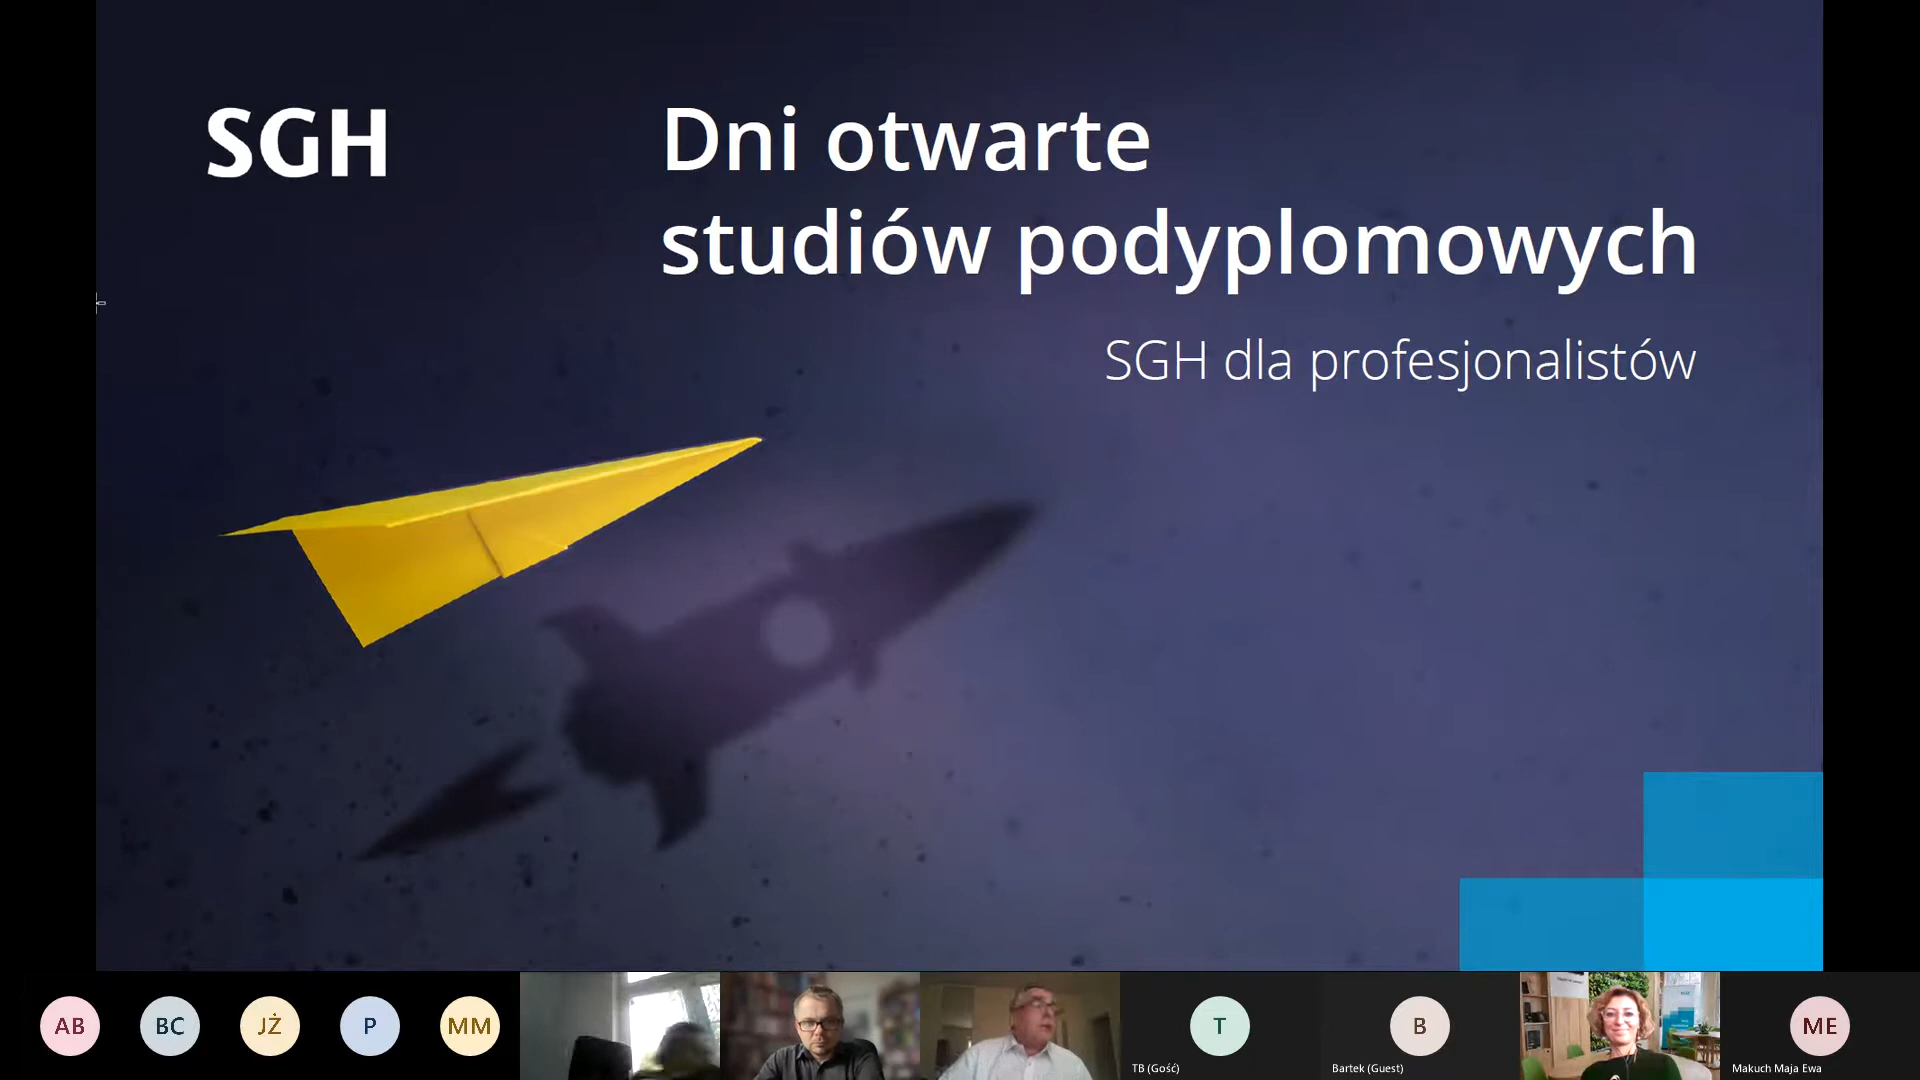 SGH
Dni otwarte
studiów podyplomowych
SGH dla profesjonalistów
AB
BC
JŻ
P
MM
T
TB (Gość)
B
Bartek (Guest)
ME
Makuch Maja Ewa